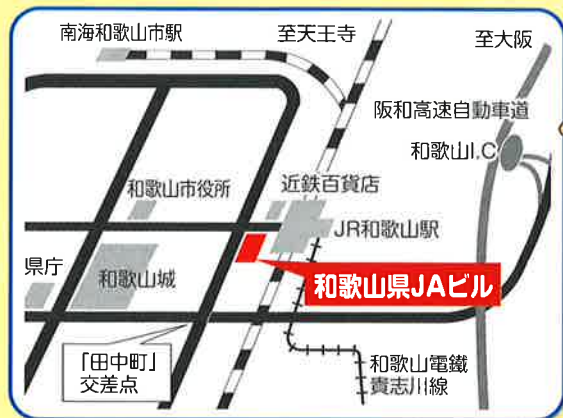 南海和歌山市駅
至天王寺
至大阪
阪和高速自動車道
和歌山I.C
和歌山市役所
近鉄百貨店
JR和歌山駅
県庁
和歌山城
和歌山県JAビル
「田中町」
交差点
和歌山電鐵
貴志川線